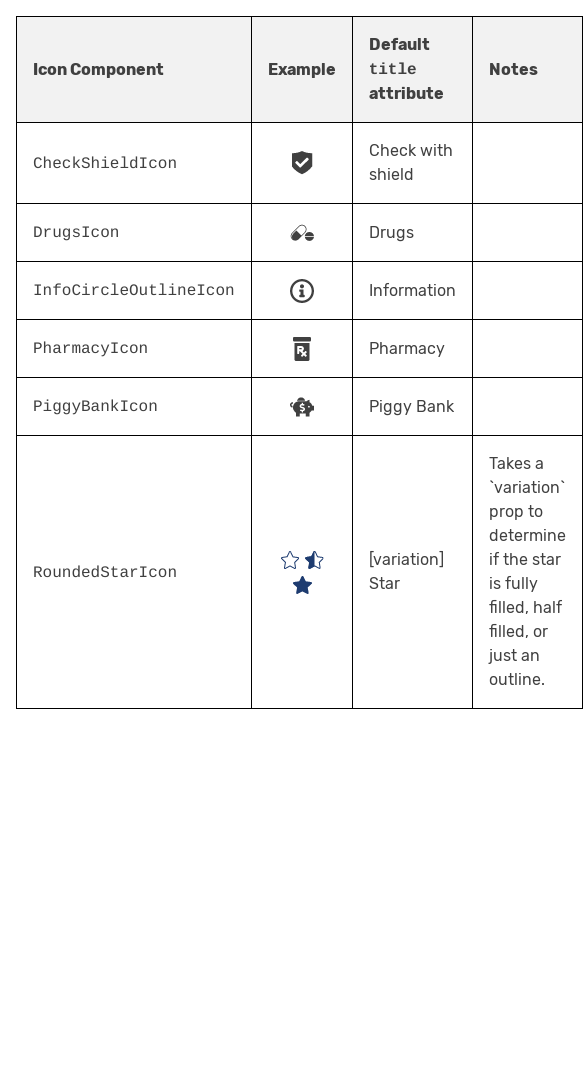 Icon Component
Example
Default
title
attribute
Notes
CheckShieldIcon
Check with
shield
DrugsIcon
Drugs
InfoCircleOutlineIcon
Information
PharmacyIcon
Rx
Pharmacy
PiggyBankIcon
$
Piggy Bank
RoundedStarIcon
[variation]
Star
Takes a
`variation`
prop to
determine
if the star
is fully
filled, half
filled, or
just an
outline.